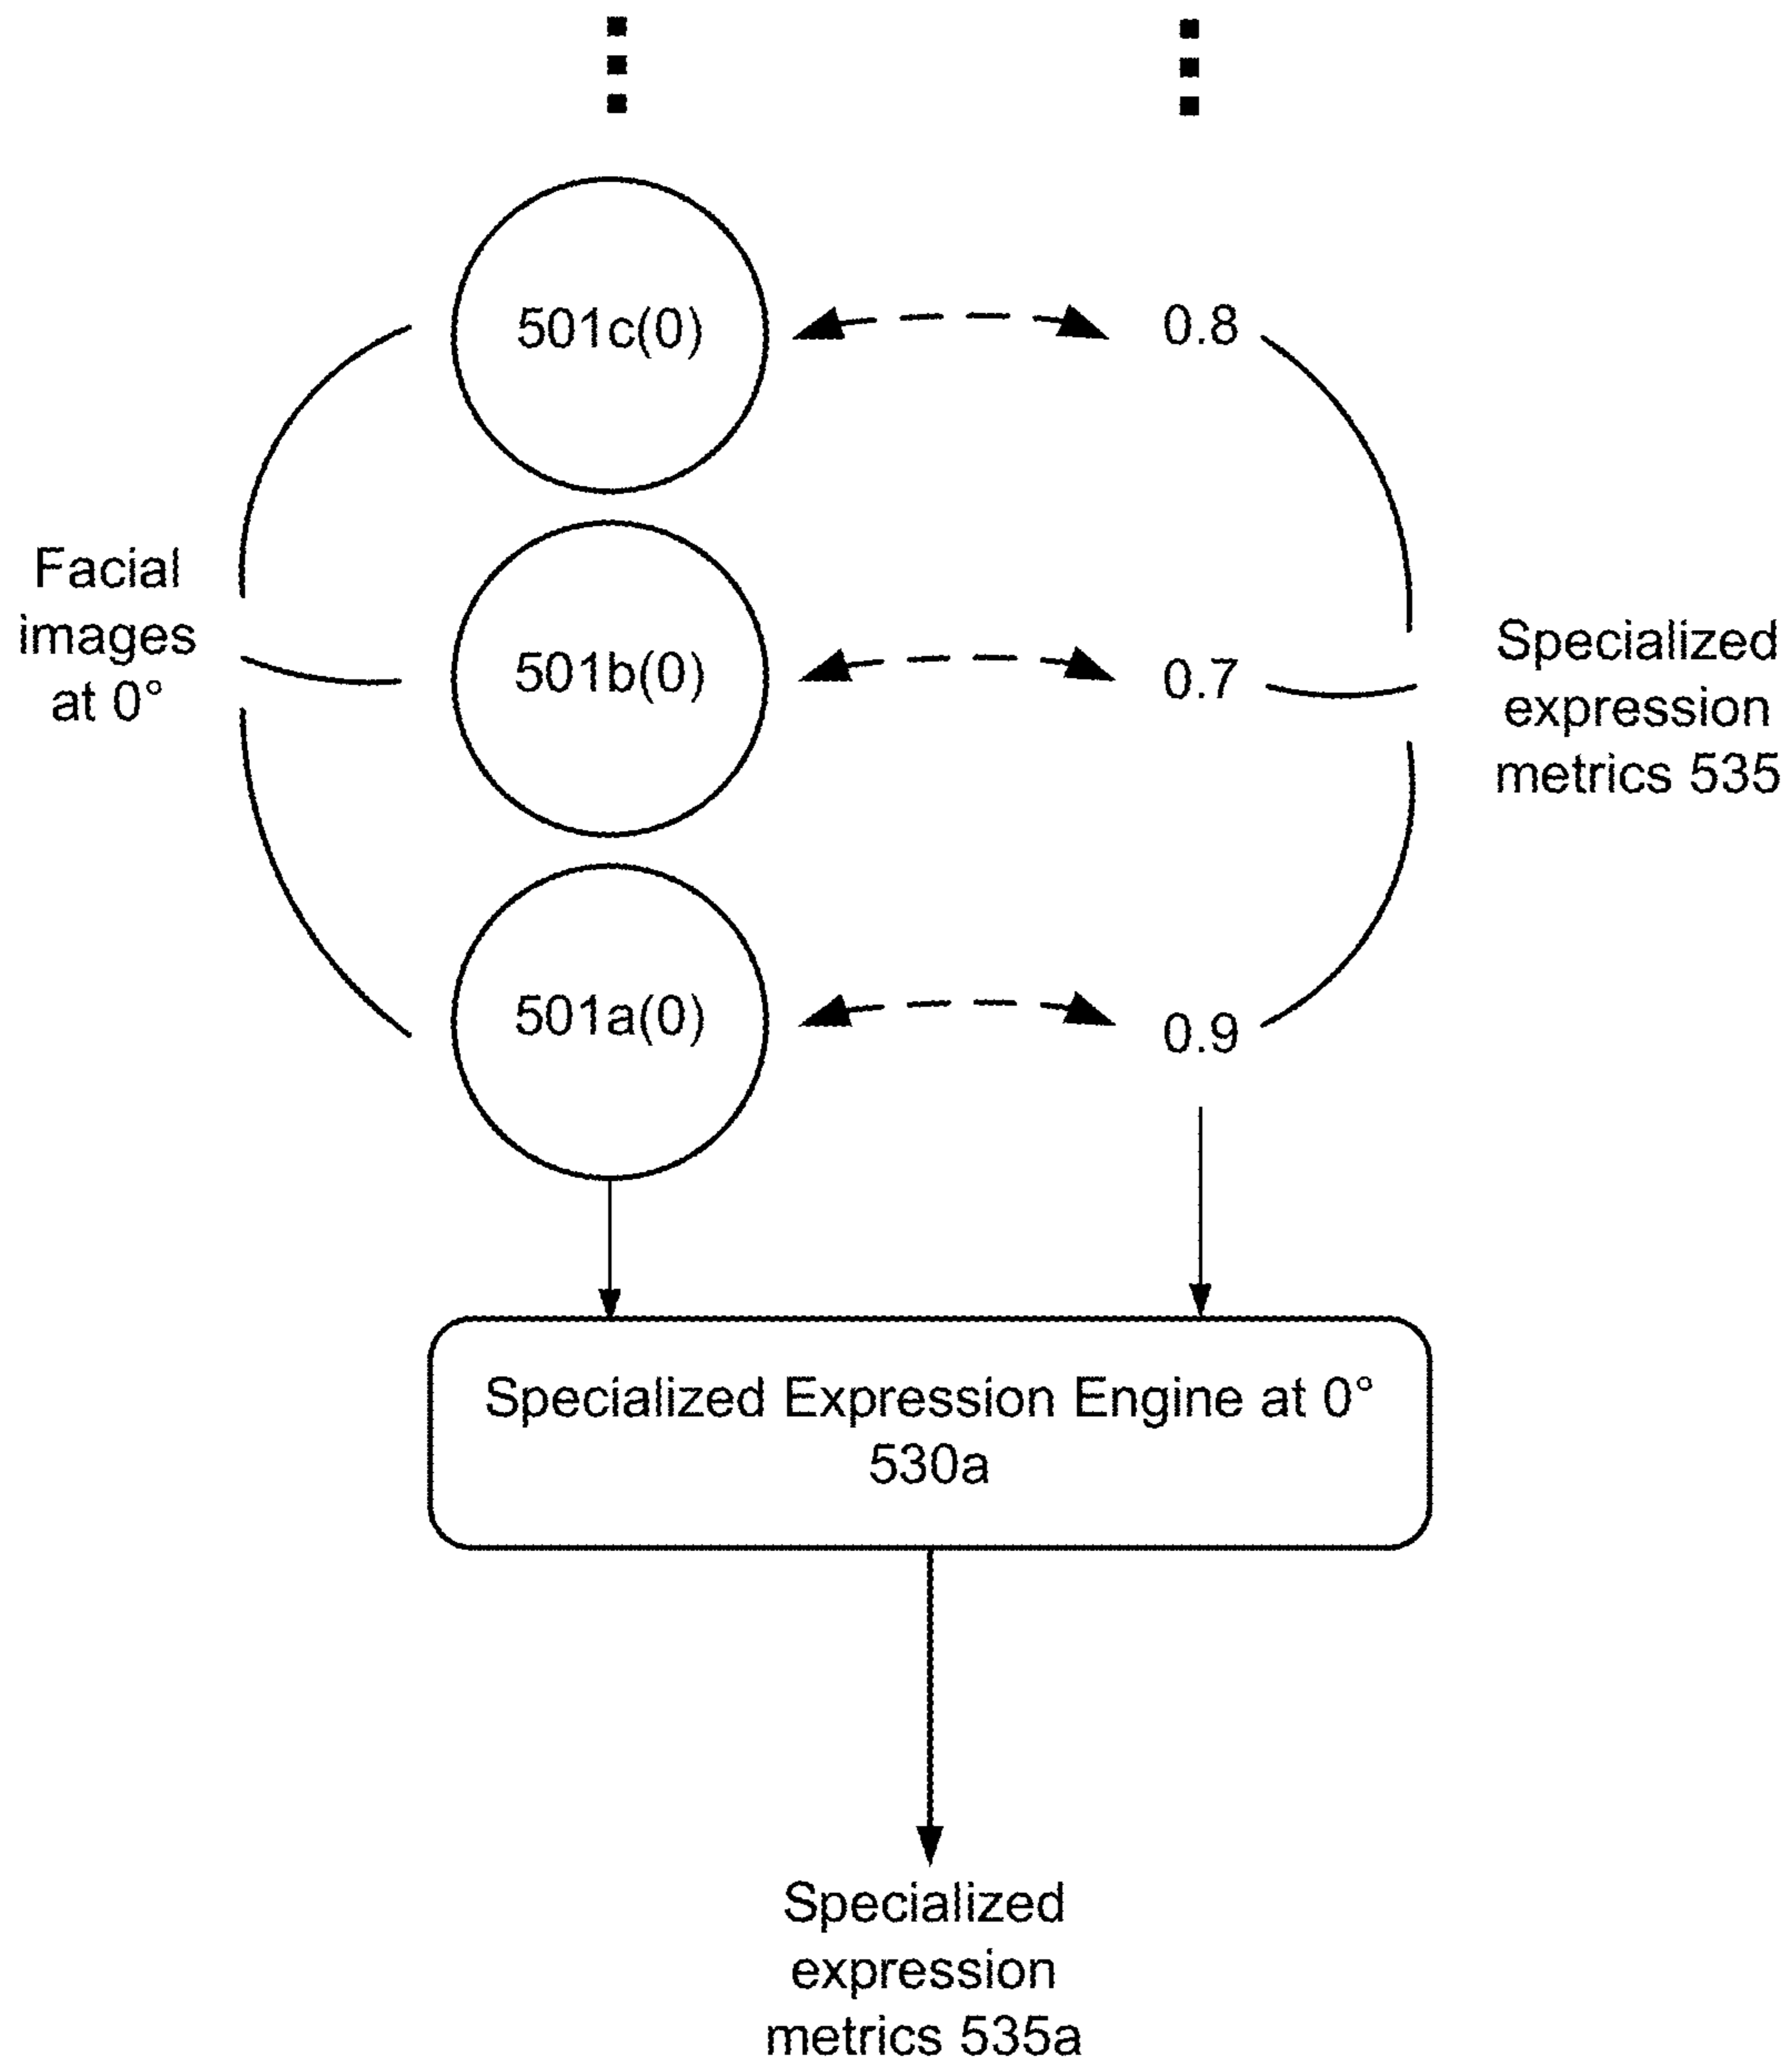 501c(0)
0.8
Facial
images
at 0°
501b(0)
0.7
Specialized
expression
metrics 535
501a(0)
0.9
Specialized Expression Engine at 0°
530a
Specialized
expression
metrics 535a